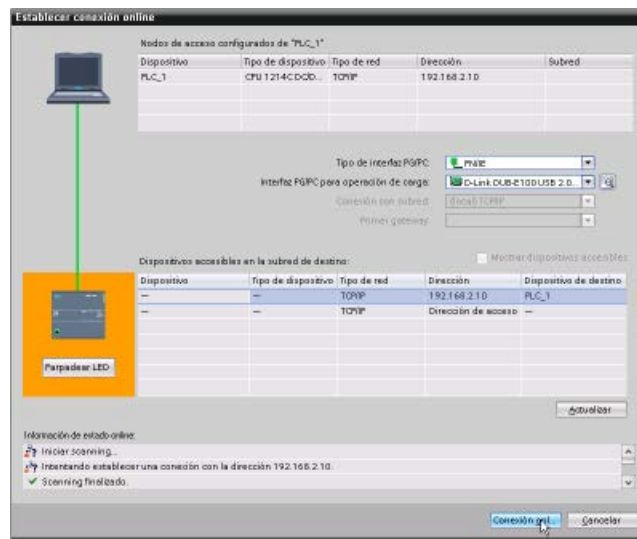 Establecer conexión online
Nodos de acceso configurados de "PLC_1"
Dispositivo Tipo de dispositivo Tipo de red Dirección Subred
PLC_1 CPU 1214C DC/D... TCP/IP 192.168.2.10
Tipo de interfaz PG/PC: PN/IE
Interfaz PG/PC para operación de carga: D-Link DUB-E100 USB 2.0...
Conexión con subred: (local) TCP/IP
Primer gateway:
Dispositivos accesibles en la subred de destino: Mostrar dispositivos accesibles
Dispositivo Tipo de dispositivo Tipo de red Dirección Dispositivo de destino
— — TCP/IP 192.168.2.10 PLC_1
— — TCP/IP Dirección de acceso —
Parpadear LED
Actualizar
Información de estado online:
Iniciar scanning...
Intentando establecer una conexión con la dirección 192.168.2.10.
Scanning finalizado.
Conexión onl... Cancelar